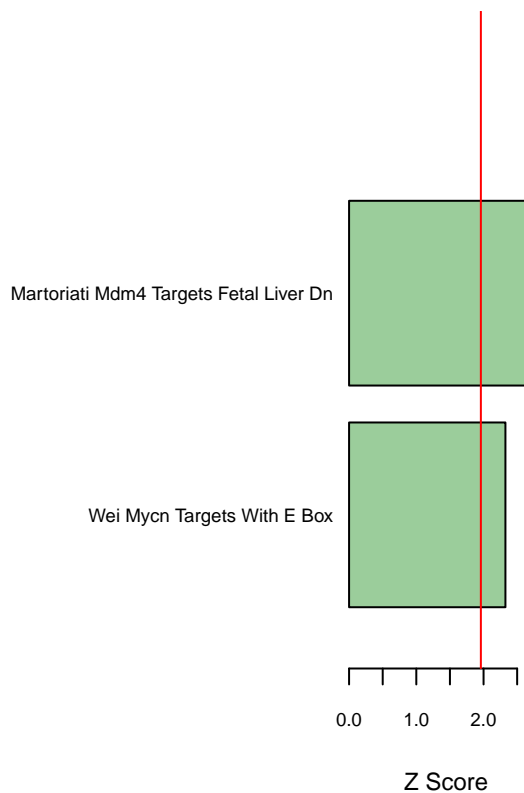 Martoriati Mdm4 Targets Fetal Liver Dn
Wei Mycn Targets With E Box
0.0 1.0 2.0
Z Score